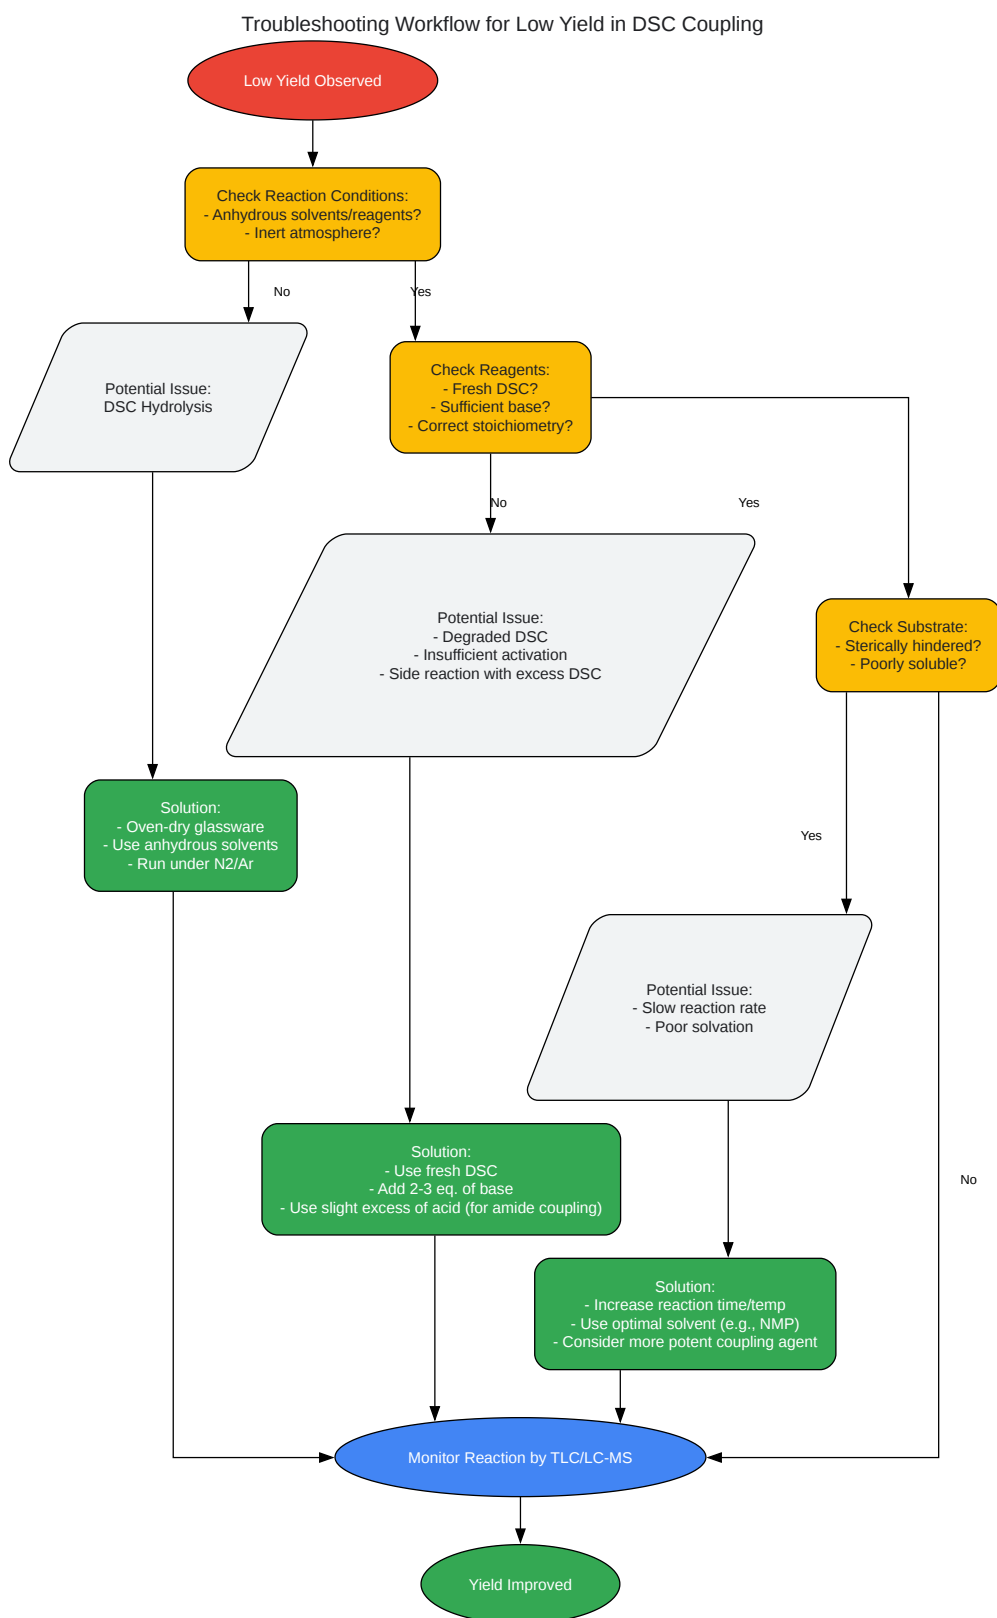 Troubleshooting Workflow for Low Yield in DSC Coupling
Low Yield Observed
Check Reaction Conditions:
- Anhydrous solvents/reagents?
- Inert atmosphere?
No
Yes
Potential Issue:
DSC Hydrolysis
Check Reagents:
- Fresh DSC?
- Sufficient base?
- Correct stoichiometry?
No
Yes
Potential Issue:
- Degraded DSC
- Insufficient activation
- Side reaction with excess DSC
Check Substrate:
- Sterically hindered?
- Poorly soluble?
Solution:
- Oven-dry glassware
- Use anhydrous solvents
- Run under N2/Ar
Yes
Potential Issue:
- Slow reaction rate
- Poor solvation
Solution:
- Use fresh DSC
- Add 2-3 eq. of base
- Use slight excess of acid (for amide coupling)
No
Solution:
- Increase reaction time/temp
- Use optimal solvent (e.g., NMP)
- Consider more potent coupling agent
Monitor Reaction by TLC/LC-MS
Yield Improved